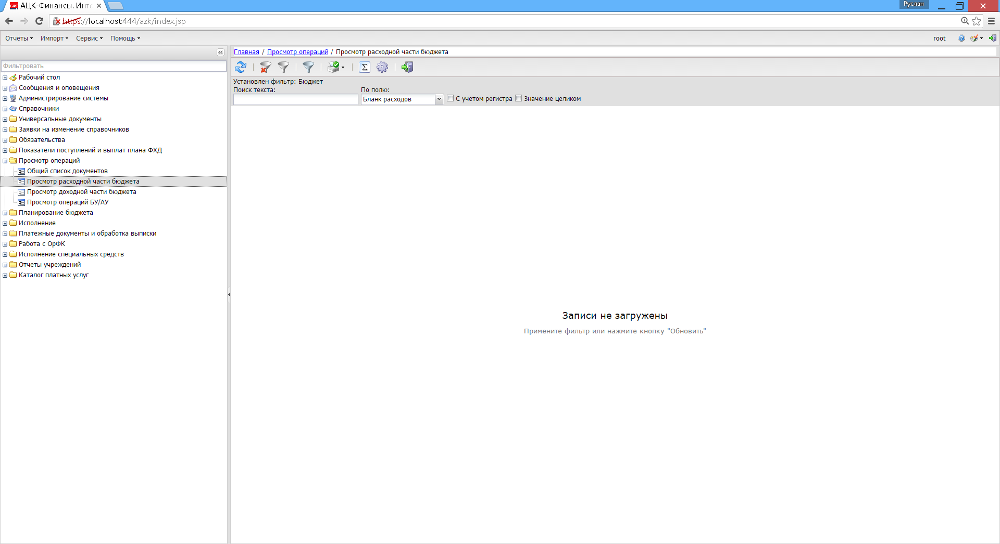 БФТ АЦК-Финансы. Инте
Руслан
https://localhost:444/azk/index.jsp
Отчеты Импорт Сервис Помощь root
Главная / Просмотр операций / Просмотр расходной части бюджета
Фильтровать
Рабочий стол
Сообщения и оповещения
Администрирование системы
Справочники
Универсальные документы
Заявки на изменение справочников
Обязательства
Показатели поступлений и выплат плана ФХД
Просмотр операций
Общий список документов
Просмотр расходной части бюджета
Просмотр доходной части бюджета
Просмотр операций БУ/АУ
Планирование бюджета
Исполнение
Платежные документы и обработка выписки
Работа с ОрФК
Исполнение специальных средств
Отчеты учреждений
Каталог платных услуг
Σ
Установлен фильтр: Бюджет
Поиск текста: По полю:
Бланк расходов С учетом регистра Значение целиком
Записи не загружены
Примените фильтр или нажмите кнопку "Обновить"